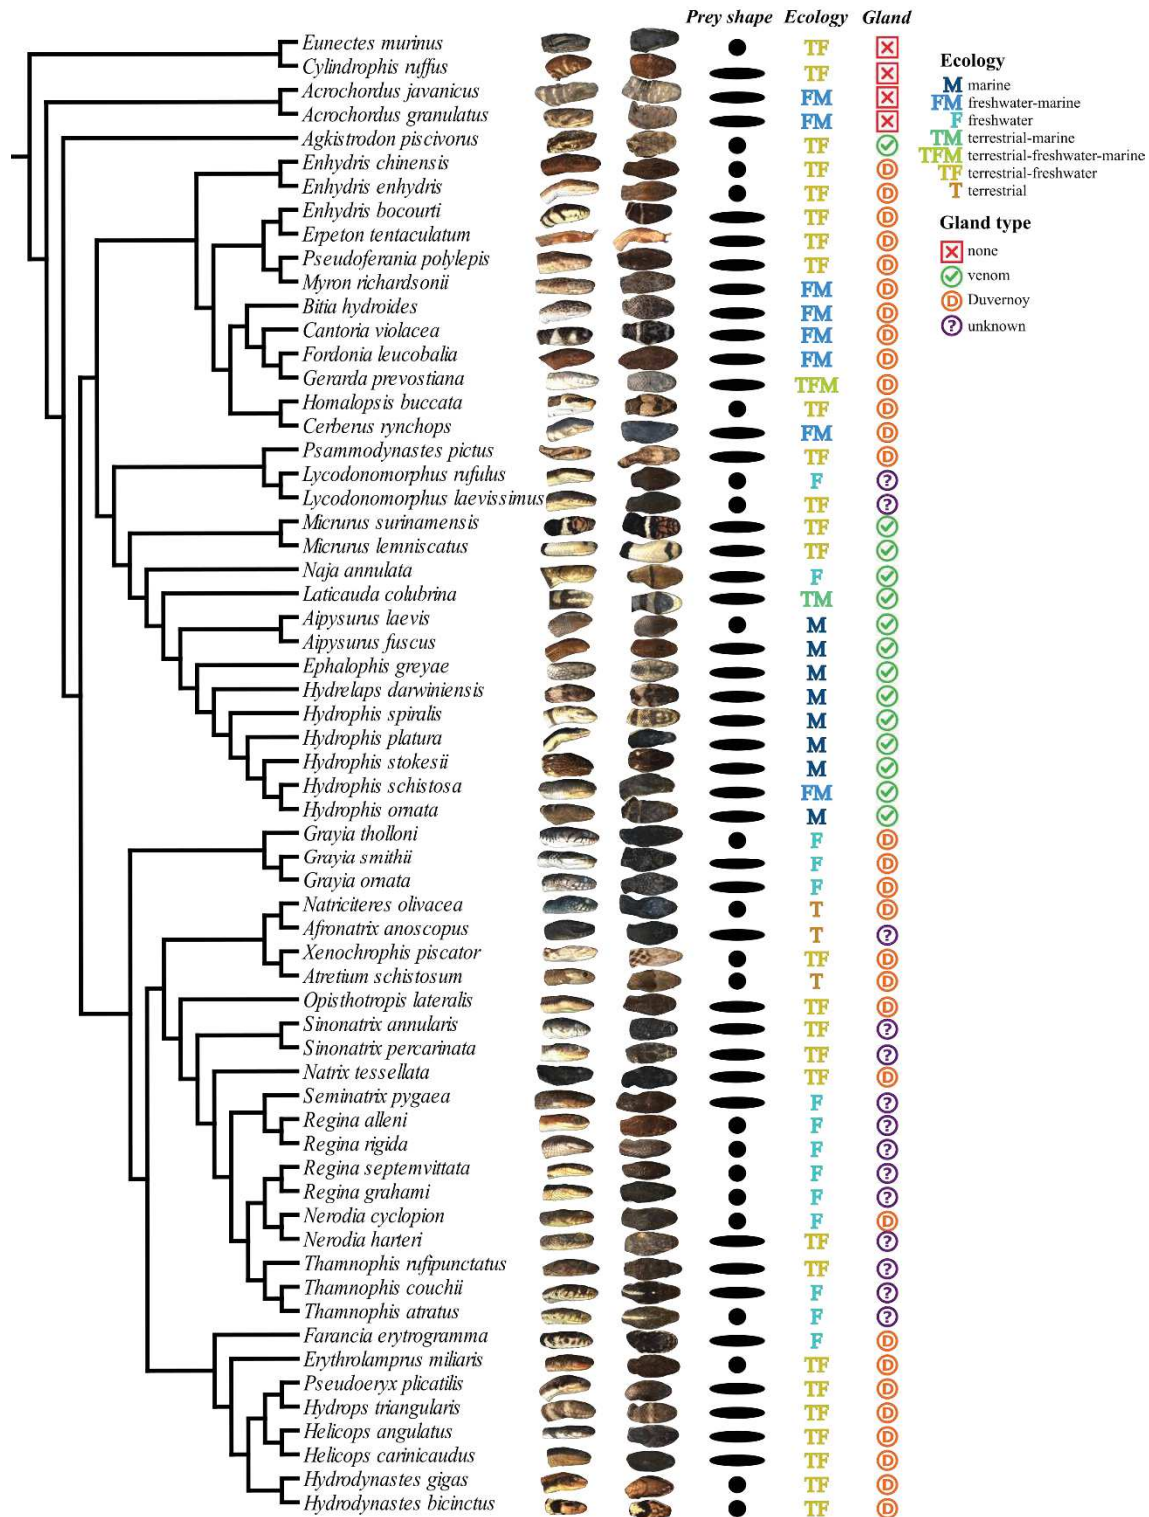 Prey shape Ecology Gland
Eunectes murinus TF
Cylindrophis ruffus TF
Acrochordus javanicus FM
Acrochordus granulatus FM
Agkistrodon piscivorus TF
Enhydris chinensis TF D
Enhydris enhydris TF D
Enhydris bocourti TF D
Erpeton tentaculatum TF D
Pseudoferania polylepis TF D
Myron richardsonii FM D
Bitia hydroides FM D
Cantoria violacea FM D
Fordonia leucobalia FM D
Gerarda prevostiana TFM D
Homalopsis buccata TF D
Cerberus rynchops FM D
Psammodynastes pictus TF D
Lycodonomorphus rufulus F ?
Lycodonomorphus laevissimus TF ?
Micrurus surinamensis TF
Micrurus lemniscatus TF
Naja annulata F
Laticauda colubrina TM
Aipysurus laevis M
Aipysurus fuscus M
Ephalophis greyae M
Hydrelaps darwiniensis M
Hydrophis spiralis M
Hydrophis platura M
Hydrophis stokesii M
Hydrophis schistosa FM
Hydrophis ornata M
Grayia tholloni F D
Grayia smithii F D
Grayia ornata F D
Natriciteres olivacea T D
Afronatrix anoscopus T ?
Xenochrophis piscator TF D
Atretium schistosum T D
Opisthotropis lateralis TF D
Sinonatrix annularis TF ?
Sinonatrix percarinata TF ?
Natrix tessellata TF D
Seminatrix pygaea F ?
Regina alleni F ?
Regina rigida F ?
Regina septemvittata F ?
Regina grahami F ?
Nerodia cyclopion F D
Nerodia harteri TF ?
Thamnophis rufipunctatus TF ?
Thamnophis couchii F ?
Thamnophis atratus F ?
Farancia erytrogramma F D
Erythrolamprus miliaris TF D
Pseudoeryx plicatilis TF D
Hydrops triangularis TF D
Helicops angulatus TF D
Helicops carinicaudus TF D
Hydrodynastes gigas TF D
Hydrodynastes bicinctus TF D
Ecology
M marine
FM freshwater-marine
F freshwater
TM terrestrial-marine
TFM terrestrial-freshwater-marine
TF terrestrial-freshwater
T terrestrial
Gland type
none
venom
D Duvernoy
? unknown